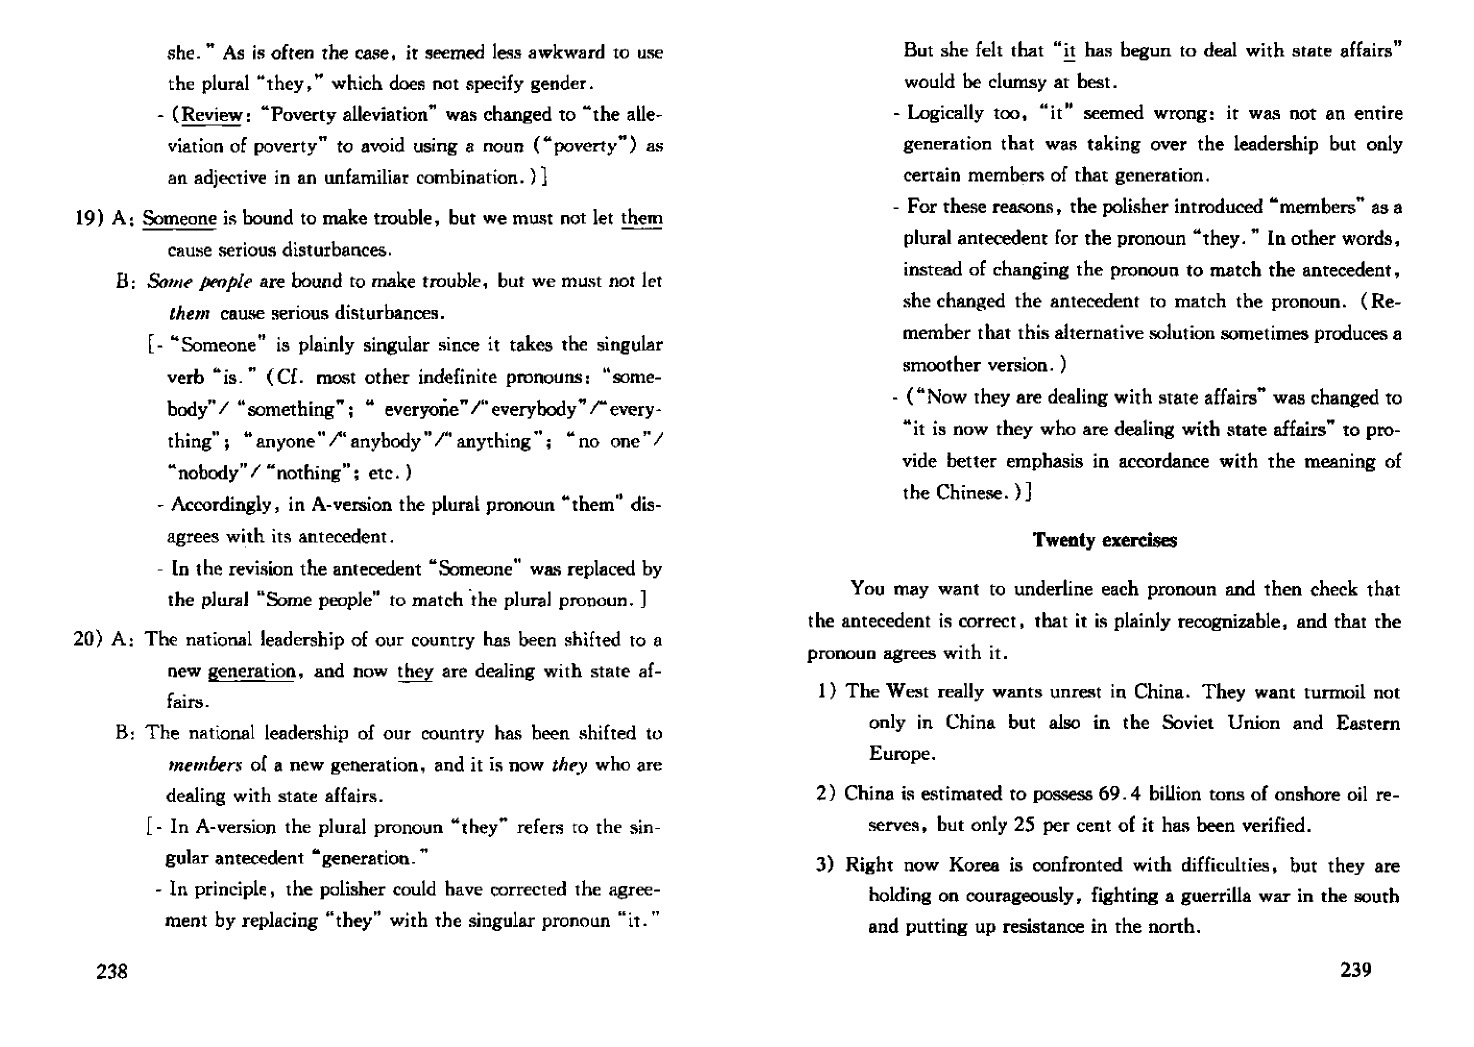 she." As is often the case, it seemed less awkward to use
the plural "they," which does not specify gender.
- (Review: "Poverty alleviation" was changed to "the alle-
viation of poverty" to avoid using a noun ("poverty") as
an adjective in an unfamiliar combination.)]
19) A: Someone is bound to make trouble, but we must not let them
cause serious disturbances.
B: Some people are bound to make trouble, but we must not let
them cause serious disturbances.
[- "Someone" is plainly singular since it takes the singular
verb "is." (Cf. most other indefinite pronouns: "some-
body"/ "something"; " everyone"/"everybody"/"every-
thing"; "anyone"/"anybody"/"anything"; "no one"/
"nobody"/ "nothing"; etc.)
- Accordingly, in A-version the plural pronoun "them" dis-
agrees with its antecedent.
- In the revision the antecedent "Someone" was replaced by
the plural "Some people" to match the plural pronoun. ]
20) A: The national leadership of our country has been shifted to a
new generation, and now they are dealing with state af-
fairs.
B: The national leadership of our country has been shifted to
members of a new generation, and it is now they who are
dealing with state affairs.
[- In A-version the plural pronoun "they" refers to the sin-
gular antecedent "generation."
- In principle, the polisher could have corrected the agree-
ment by replacing "they" with the singular pronoun "it."
238
But she felt that "it has begun to deal with state affairs"
would be clumsy at best.
- Logically too, "it" seemed wrong: it was not an entire
generation that was taking over the leadership but only
certain members of that generation.
- For these reasons, the polisher introduced "members" as a
plural antecedent for the pronoun "they." In other words,
instead of changing the pronoun to match the antecedent,
she changed the antecedent to match the pronoun. (Re-
member that this alternative solution sometimes produces a
smoother version.)
- ("Now they are dealing with state affairs" was changed to
"it is now they who are dealing with state affairs" to pro-
vide better emphasis in accordance with the meaning of
the Chinese.)]
Twenty exercises
You may want to underline each pronoun and then check that
the antecedent is correct, that it is plainly recognizable, and that the
pronoun agrees with it.
1) The West really wants unrest in China. They want turmoil not
only in China but also in the Soviet Union and Eastern
Europe.
2) China is estimated to possess 69.4 billion tons of onshore oil re-
serves, but only 25 per cent of it has been verified.
3) Right now Korea is confronted with difficulties, but they are
holding on courageously, fighting a guerrilla war in the south
and putting up resistance in the north.
239